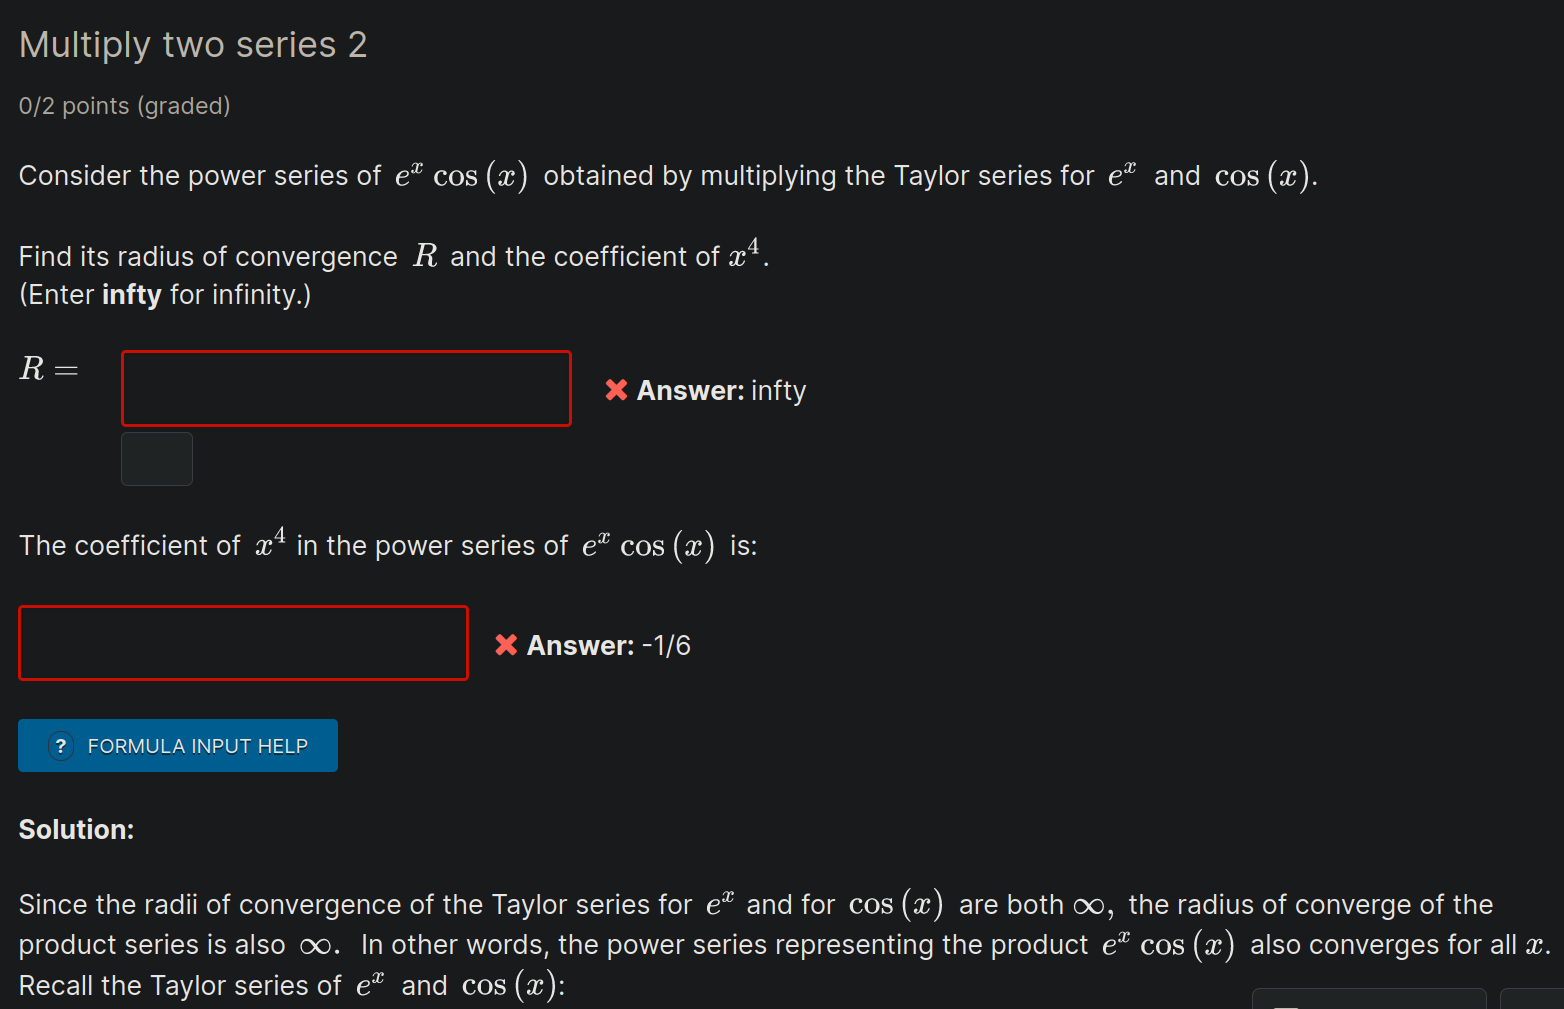 Multiply two series 2
0/2 points (graded)
Consider the power series of e^x cos (x) obtained by multiplying the Taylor series for e^x and cos (x).
Find its radius of convergence R and the coefficient of x^4.
(Enter infty for infinity.)
R =
✖ Answer: infty
The coefficient of x^4 in the power series of e^x cos (x) is:
✖ Answer: -1/6
? FORMULA INPUT HELP
Solution:
Since the radii of convergence of the Taylor series for e^x and for cos (x) are both ∞, the radius of converge of the
product series is also ∞. In other words, the power series representing the product e^x cos (x) also converges for all x.
Recall the Taylor series of e^x and cos (x):